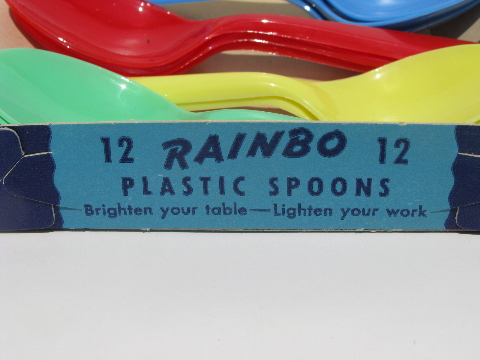 12 RAINBO 12
PLASTIC SPOONS
Brighten your table—Lighten your work